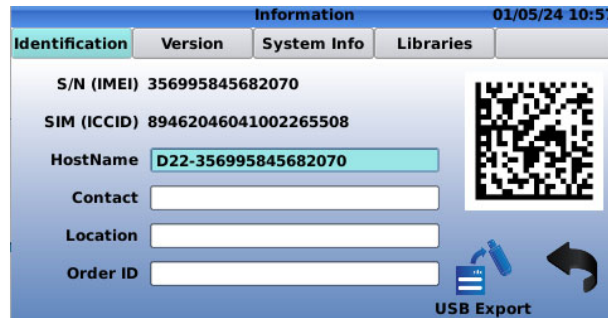 Information 01/05/24 10:57
Identification Version System Info Libraries
S/N (IMEI) 356995845682070
SIM (ICCID) 89462046041002265508
HostName D22-356995845682070
Contact
Location
Order ID
USB Export